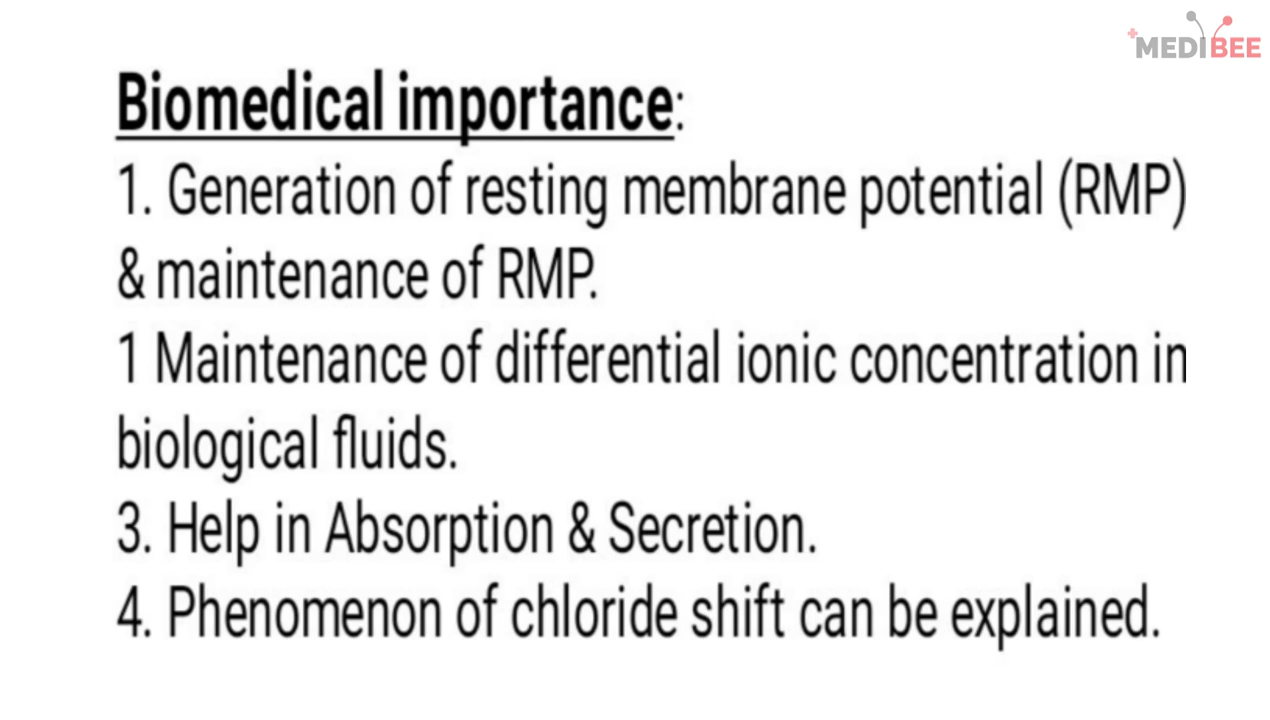 MEDIBEE
Biomedical importance:
1. Generation of resting membrane potential (RMP)
& maintenance of RMP.
1 Maintenance of differential ionic concentration in
biological fluids.
3. Help in Absorption & Secretion.
4. Phenomenon of chloride shift can be explained.